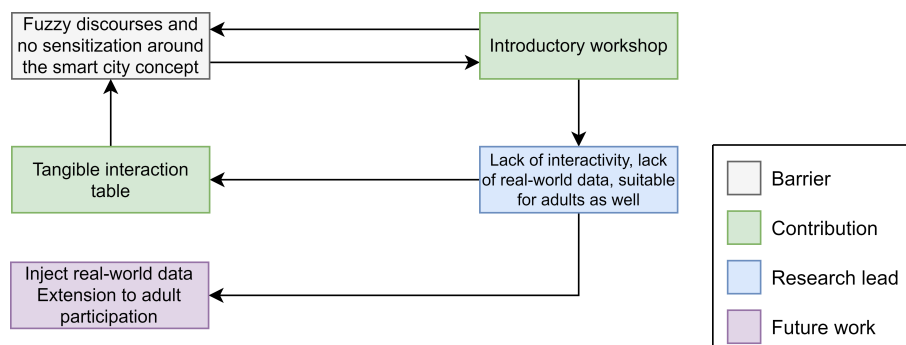 Fuzzy discourses and
no sensitization around
the smart city concept
Introductory workshop
Tangible interaction
table
Lack of interactivity, lack
of real-world data, suitable
for adults as well
Inject real-world data
Extension to adult
participation
Barrier
Contribution
Research lead
Future work